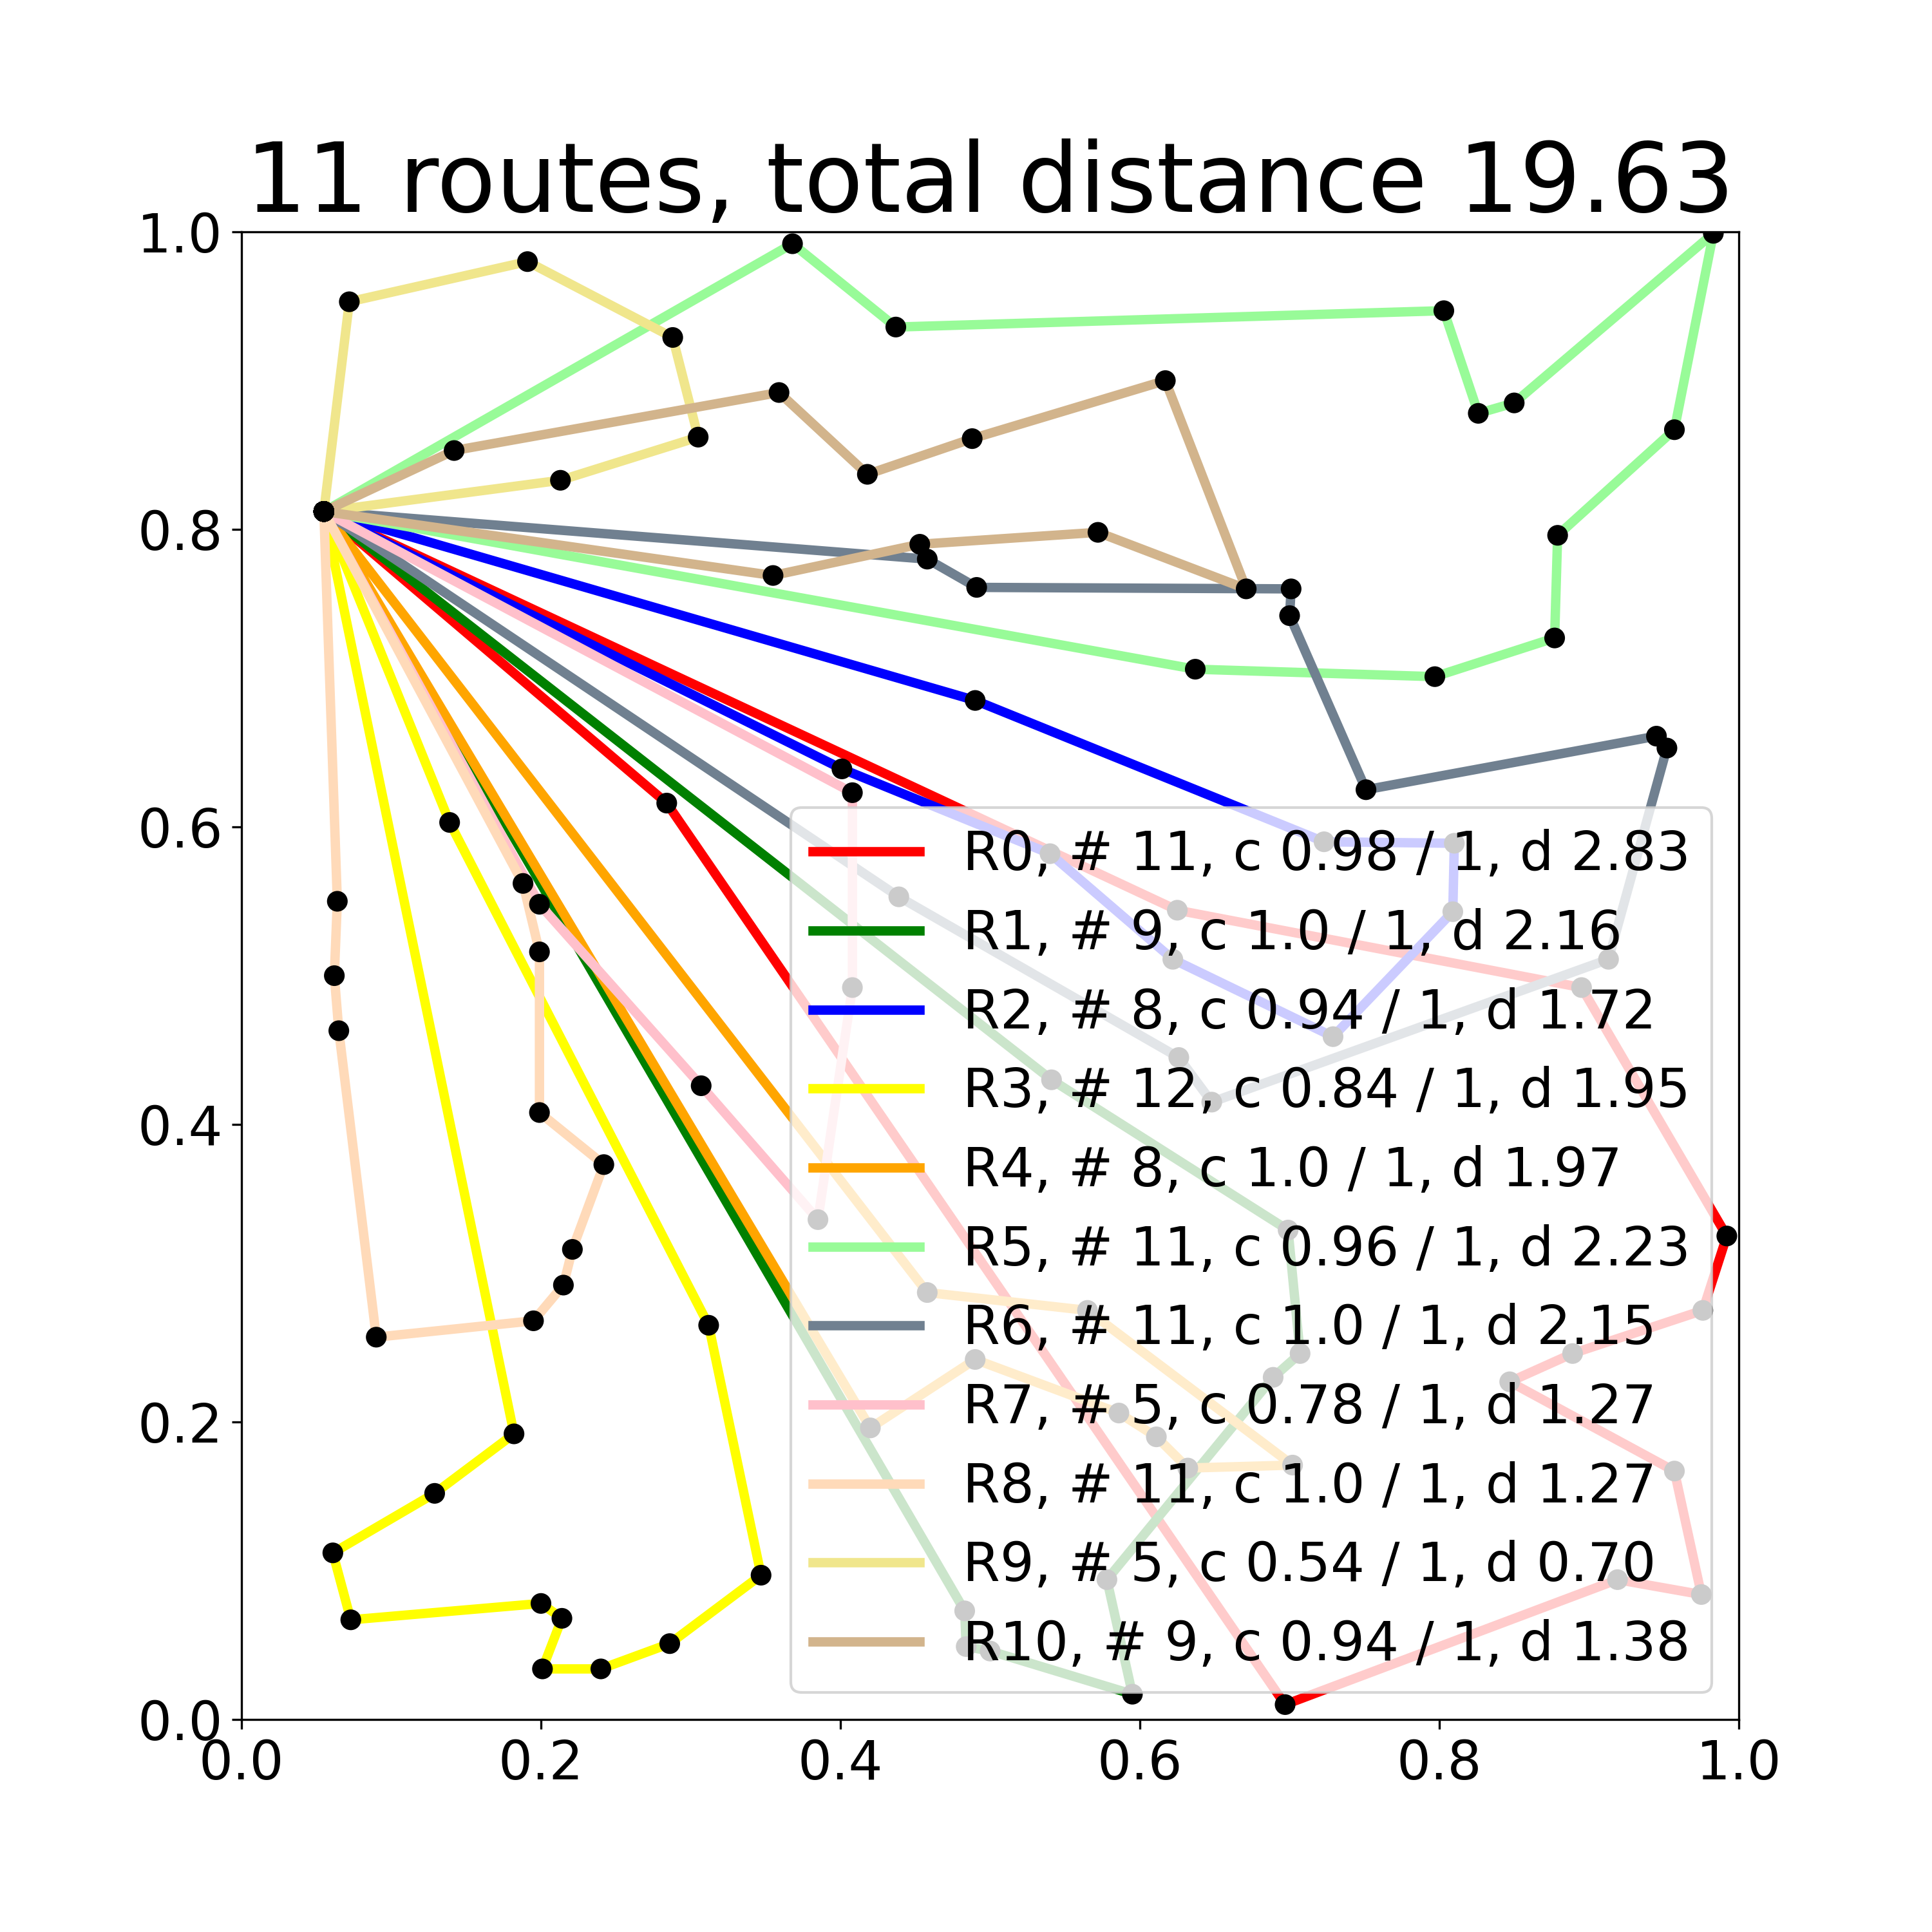 11 routes, total distance 19.63
1.0
0.8
0.6
0.4
0.2
0.0
0.0 0.2 0.4 0.6 0.8 1.0
R0, # 11, c 0.98 / 1, d 2.83
R1, # 9, c 1.0 / 1, d 2.16
R2, # 8, c 0.94 / 1, d 1.72
R3, # 12, c 0.84 / 1, d 1.95
R4, # 8, c 1.0 / 1, d 1.97
R5, # 11, c 0.96 / 1, d 2.23
R6, # 11, c 1.0 / 1, d 2.15
R7, # 5, c 0.78 / 1, d 1.27
R8, # 11, c 1.0 / 1, d 1.27
R9, # 5, c 0.54 / 1, d 0.70
R10, # 9, c 0.94 / 1, d 1.38